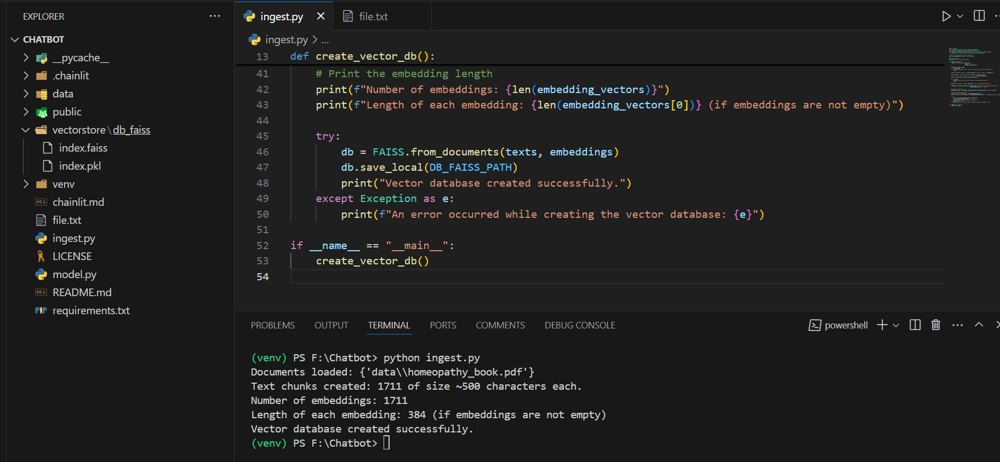 EXPLORER
CHATBOT
__pycache__
.chainlit
data
public
vectorstore\db_faiss
index.faiss
index.pkl
venv
chainlit.md
file.txt
ingest.py
LICENSE
model.py
README.md
requirements.txt
ingest.py
file.txt
ingest.py > ...
13 def create_vector_db():
41 # Print the embedding length
42 print(f"Number of embeddings: {len(embedding_vectors)}")
43 print(f"Length of each embedding: {len(embedding_vectors[0])} (if embeddings are not empty)")
44
45 try:
46 db = FAISS.from_documents(texts, embeddings)
47 db.save_local(DB_FAISS_PATH)
48 print("Vector database created successfully.")
49 except Exception as e:
50 print(f"An error occurred while creating the vector database: {e}")
51
52 if __name__ == "__main__":
53 create_vector_db()
54
PROBLEMS OUTPUT TERMINAL PORTS COMMENTS DEBUG CONSOLE
powershell
(venv) PS F:\Chatbot> python ingest.py
Documents loaded: {'data\\homeopathy_book.pdf'}
Text chunks created: 1711 of size ~500 characters each.
Number of embeddings: 1711
Length of each embedding: 384 (if embeddings are not empty)
Vector database created successfully.
(venv) PS F:\Chatbot>